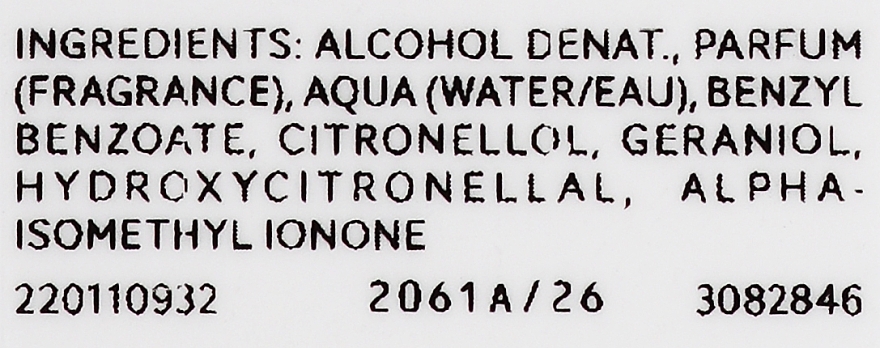 INGREDIENTS: ALCOHOL DENAT., PARFUM
(FRAGRANCE), AQUA (WATER/EAU), BENZYL
BENZOATE, CITRONELLOL, GERANIOL,
HYDROXYCITRONELLAL, ALPHA-
ISOMETHYL IONONE
220110932 2061A/26 3082846